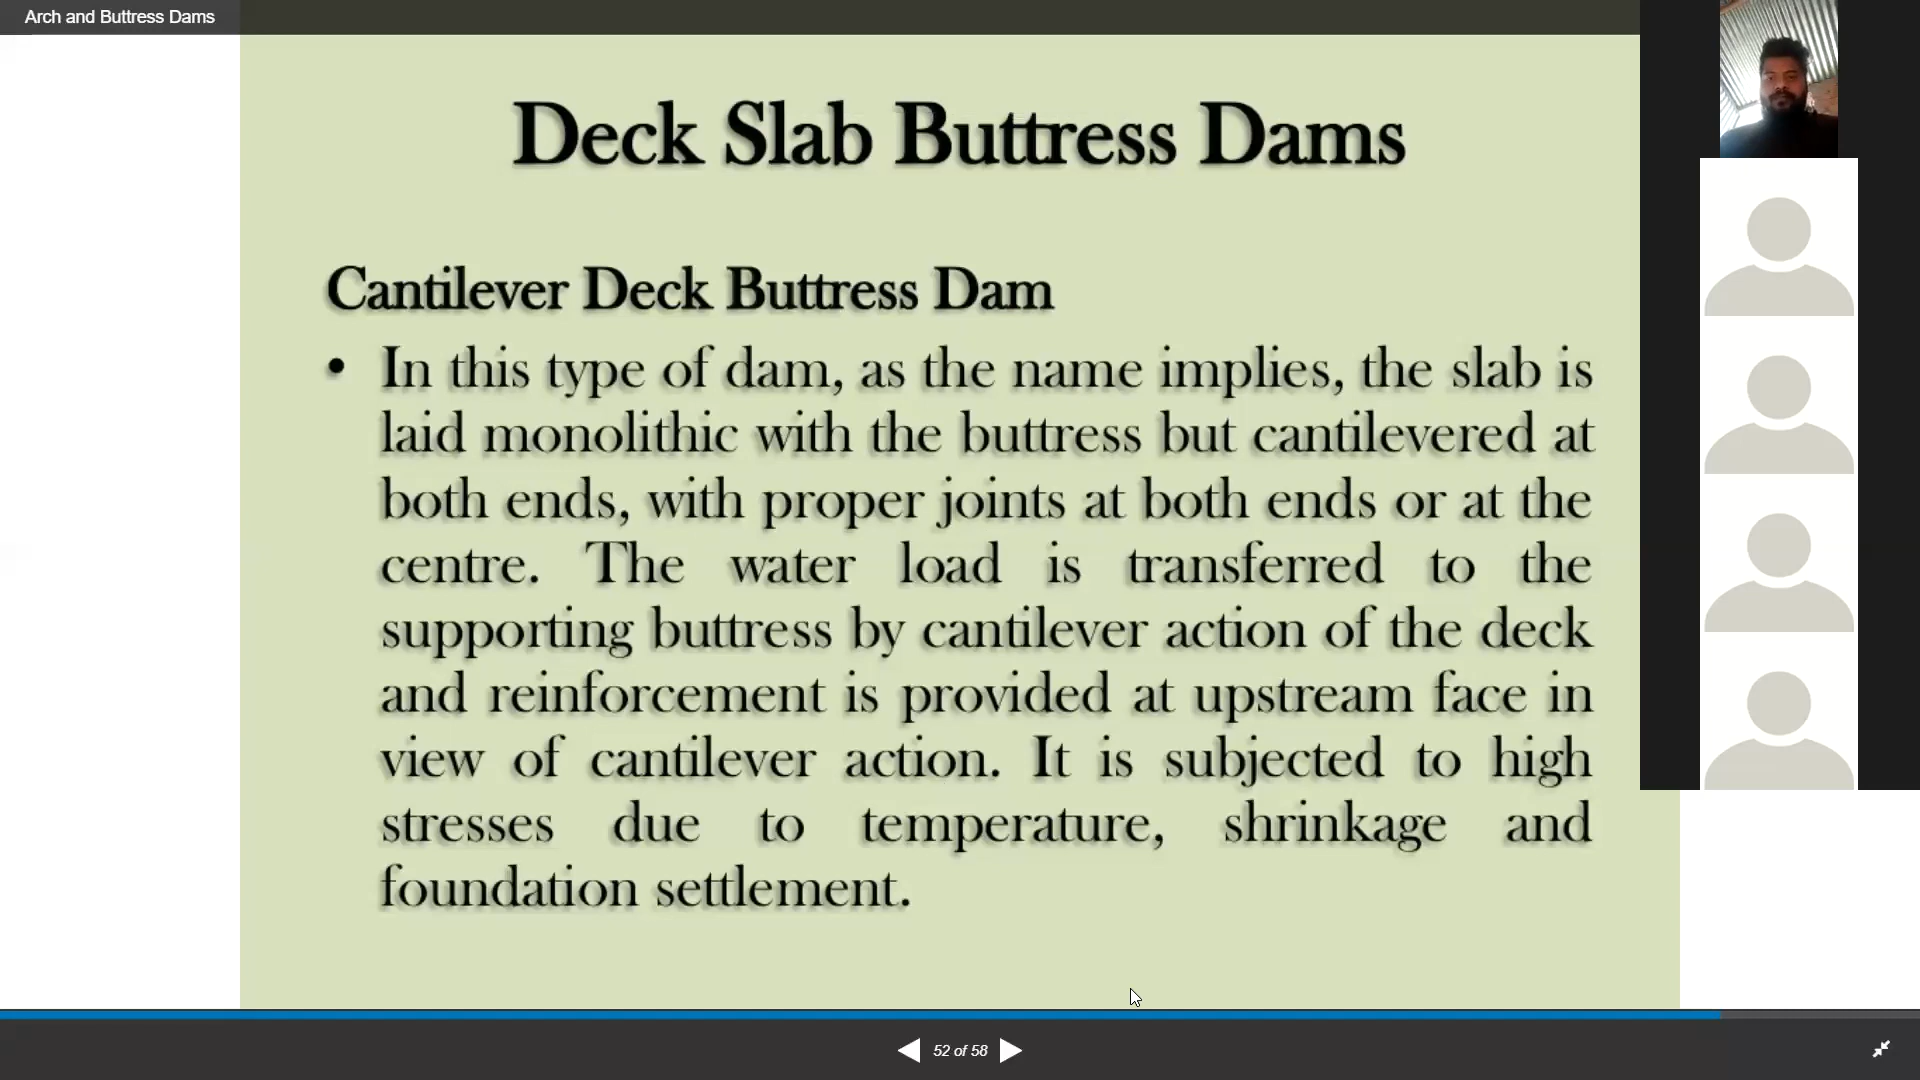 Arch and Buttress Dams
Deck Slab Buttress Dams
Cantilever Deck Buttress Dam
• In this type of dam, as the name implies, the slab is
laid monolithic with the buttress but cantilevered at
both ends, with proper joints at both ends or at the
centre. The water load is transferred to the
supporting buttress by cantilever action of the deck
and reinforcement is provided at upstream face in
view of cantilever action. It is subjected to high
stresses due to temperature, shrinkage and
foundation settlement.
52 of 58